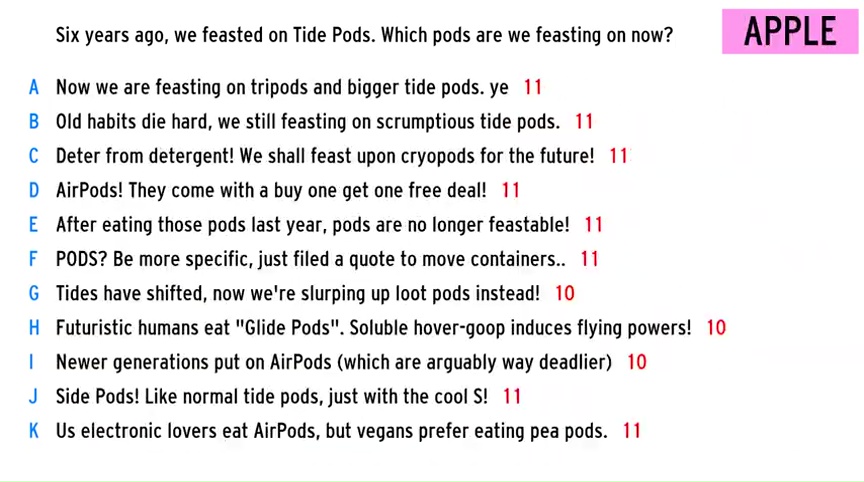 Six years ago, we feasted on Tide Pods. Which pods are we feasting on now?
APPLE
A Now we are feasting on tripods and bigger tide pods. ye 11
B Old habits die hard, we still feasting on scrumptious tide pods. 11
C Deter from detergent! We shall feast upon cryopods for the future! 11
D AirPods! They come with a buy one get one free deal! 11
E After eating those pods last year, pods are no longer feastable! 11
F PODS? Be more specific, just filed a quote to move containers.. 11
G Tides have shifted, now we're slurping up loot pods instead! 10
H Futuristic humans eat "Glide Pods". Soluble hover-goop induces flying powers! 10
I Newer generations put on AirPods (which are arguably way deadlier) 10
J Side Pods! Like normal tide pods, just with the cool S! 11
K Us electronic lovers eat AirPods, but vegans prefer eating pea pods. 11